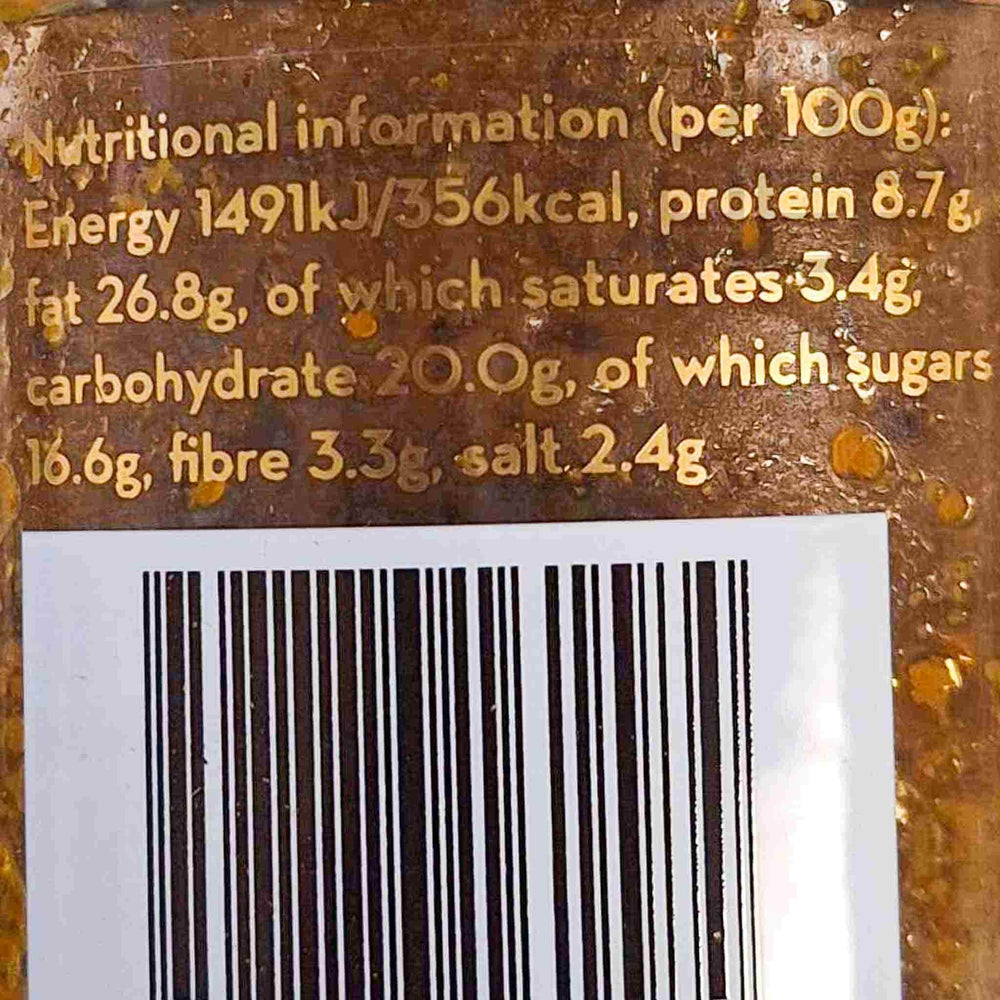 Nutritional information (per 100g):
Energy 1491kJ/356kcal, protein 8.7g,
fat 26.8g, of which saturates 3.4g,
carbohydrate 20.0g, of which sugars
16.6g, fibre 3.3g, salt 2.4g